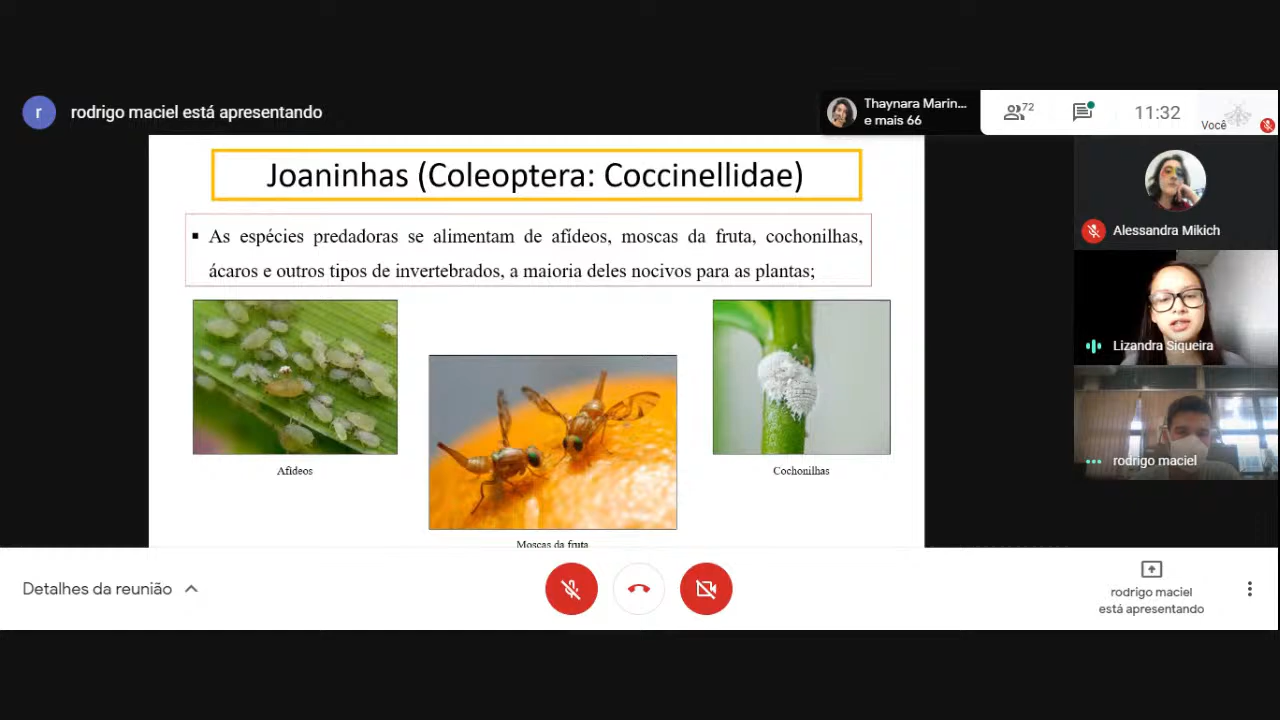 r
rodrigo maciel está apresentando
Thaynara Marin...
e mais 66
72
11:32
Você
Joaninhas (Coleoptera: Coccinellidae)
Alessandra Mikich
▪ As espécies predadoras se alimentam de afídeos, moscas da fruta, cochonilhas,
ácaros e outros tipos de invertebrados, a maioria deles nocivos para as plantas;
Lizandra Siqueira
rodrigo maciel
Afídeos
Cochonilhas
Moscas da fruta
Detalhes da reunião
rodrigo maciel
está apresentando